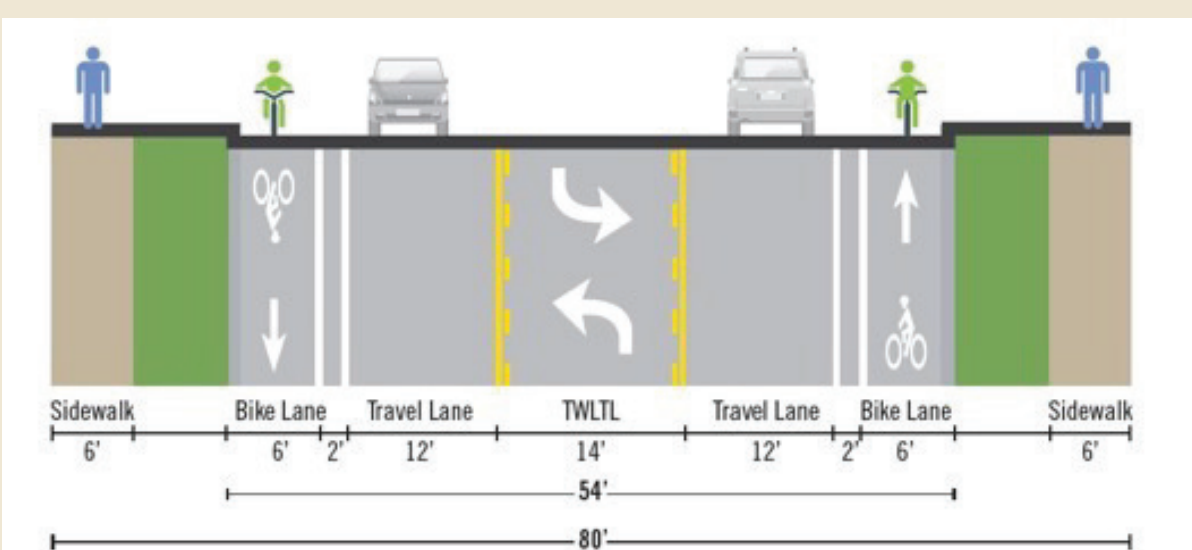 Sidewalk Bike Lane Travel Lane TWLTL Travel Lane Bike Lane Sidewalk
6' 6' 2' 12' 14' 12' 2' 6' 6'
54'
80'